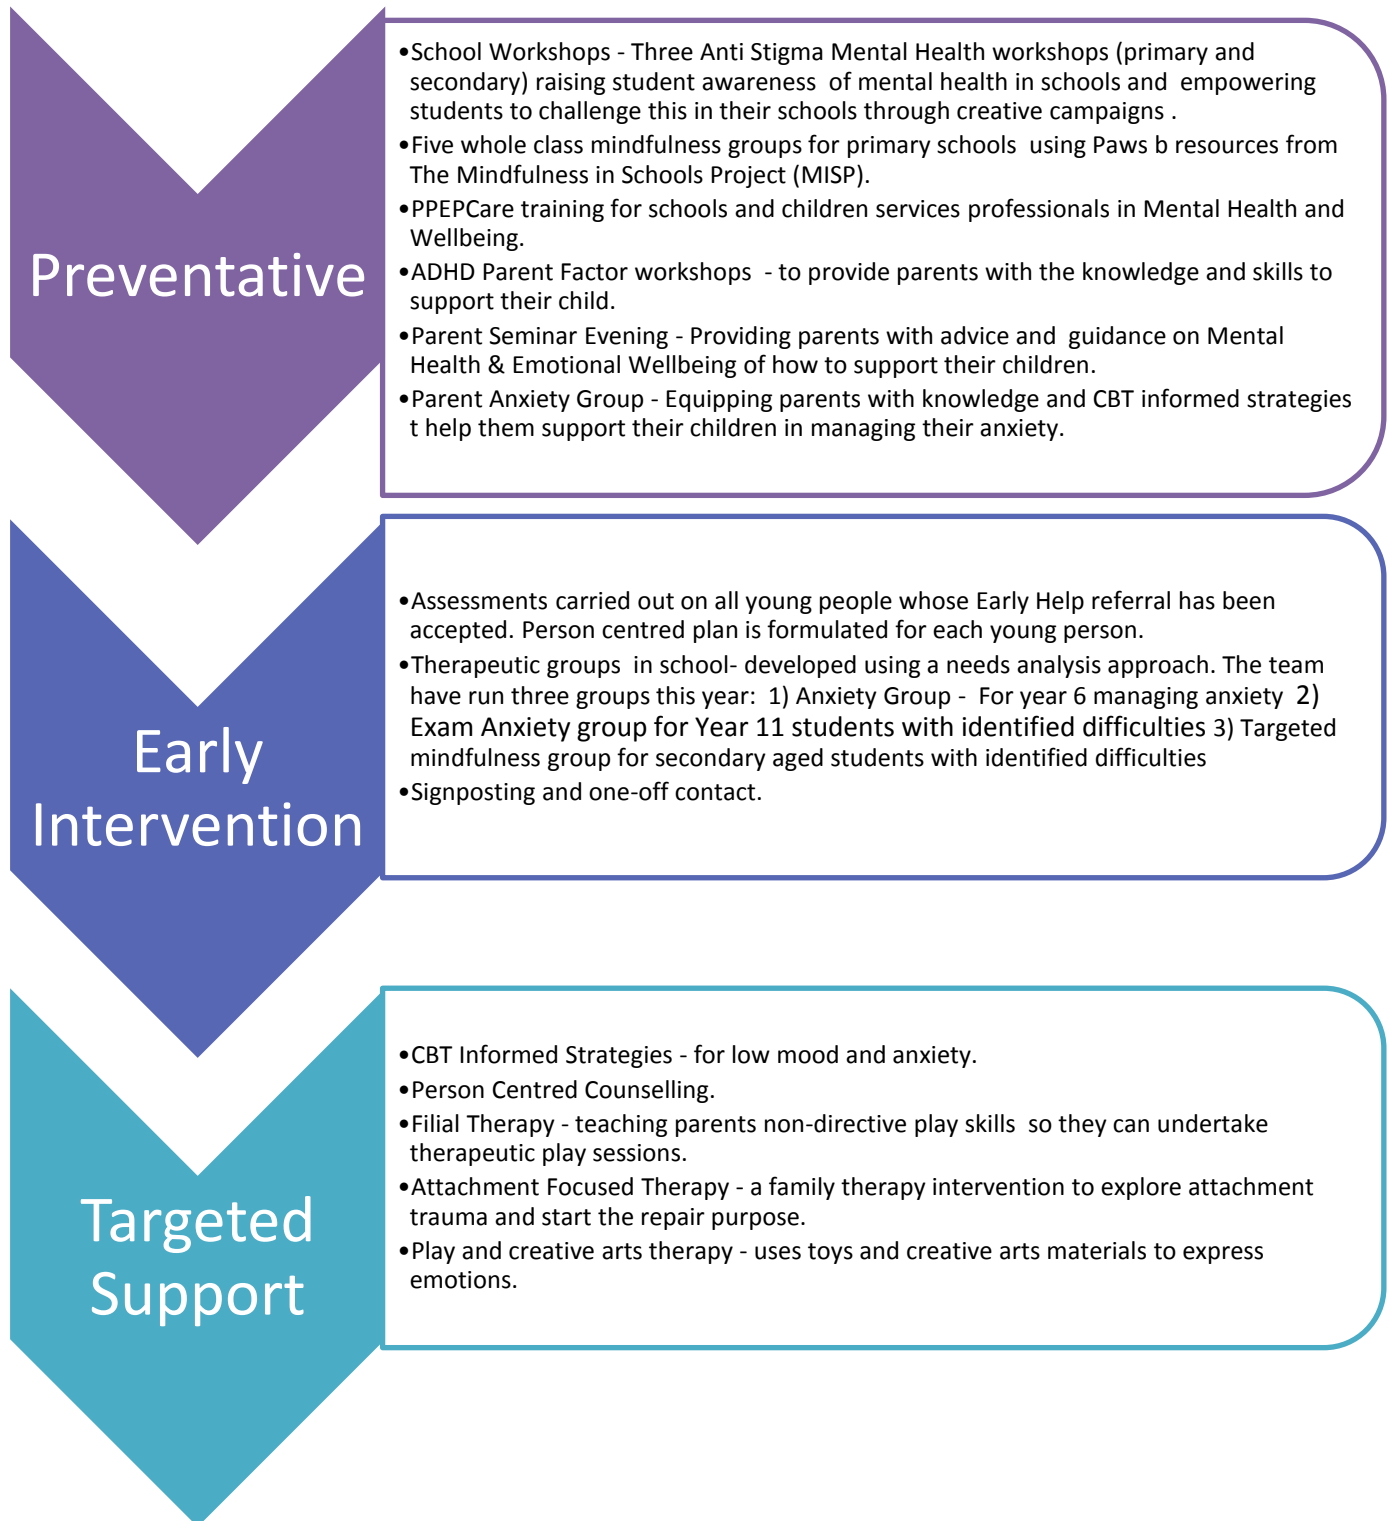 Preventative
•School Workshops - Three Anti Stigma Mental Health workshops (primary and
secondary) raising student awareness of mental health in schools and empowering
students to challenge this in their schools through creative campaigns .
•Five whole class mindfulness groups for primary schools using Paws b resources from
The Mindfulness in Schools Project (MISP).
•PPEPCare training for schools and children services professionals in Mental Health and
Wellbeing.
•ADHD Parent Factor workshops - to provide parents with the knowledge and skills to
support their child.
•Parent Seminar Evening - Providing parents with advice and guidance on Mental
Health & Emotional Wellbeing of how to support their children.
•Parent Anxiety Group - Equipping parents with knowledge and CBT informed strategies
t help them support their children in managing their anxiety.
Early
Intervention
•Assessments carried out on all young people whose Early Help referral has been
accepted. Person centred plan is formulated for each young person.
•Therapeutic groups in school- developed using a needs analysis approach. The team
have run three groups this year: 1) Anxiety Group - For year 6 managing anxiety 2)
Exam Anxiety group for Year 11 students with identified difficulties 3) Targeted
mindfulness group for secondary aged students with identified difficulties
•Signposting and one-off contact.
Targeted
Support
•CBT Informed Strategies - for low mood and anxiety.
•Person Centred Counselling.
•Filial Therapy - teaching parents non-directive play skills so they can undertake
therapeutic play sessions.
•Attachment Focused Therapy - a family therapy intervention to explore attachment
trauma and start the repair purpose.
•Play and creative arts therapy - uses toys and creative arts materials to express
emotions.